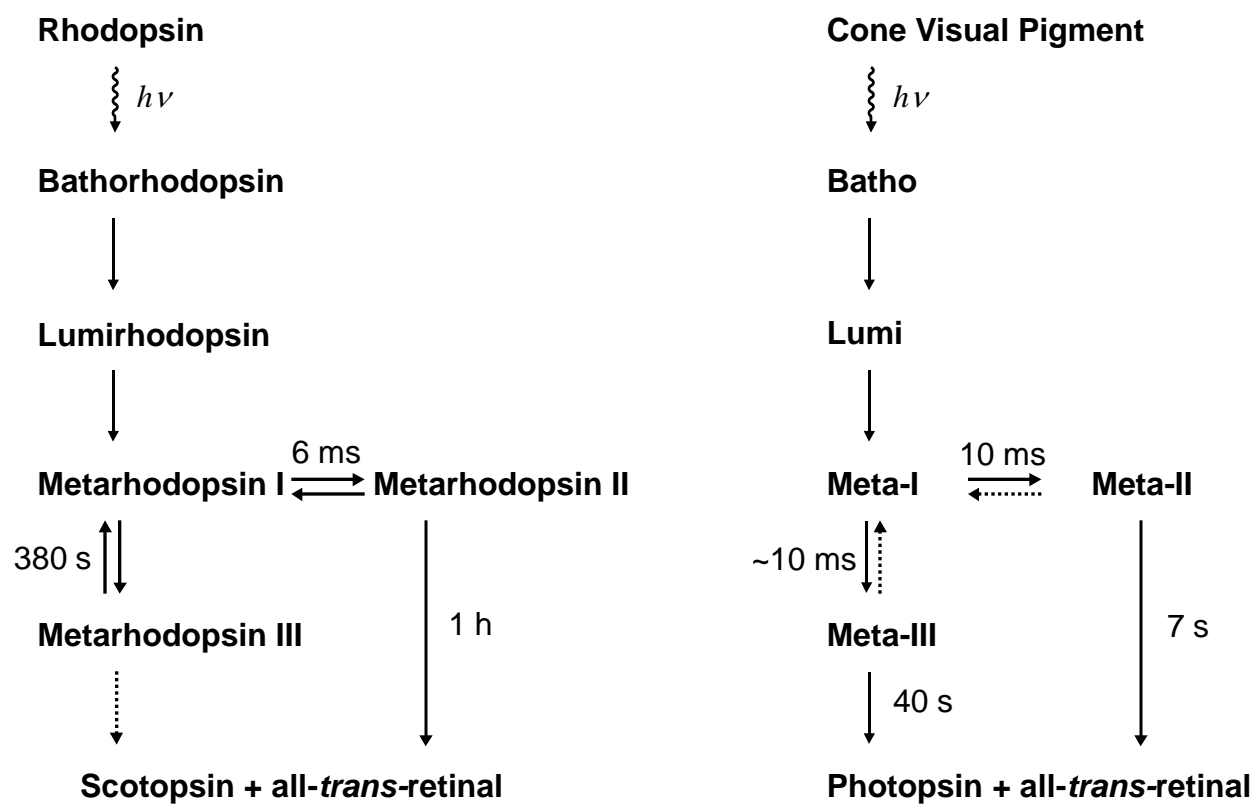 Rhodopsin
Cone Visual Pigment
hν
hν
Bathorhodopsin
Batho
Lumirhodopsin
Lumi
6 ms
10 ms
Metarhodopsin I
Metarhodopsin II
Meta-I
Meta-II
380 s
~10 ms
Metarhodopsin III
1 h
Meta-III
7 s
40 s
Scotopsin + all-trans-retinal
Photopsin + all-trans-retinal